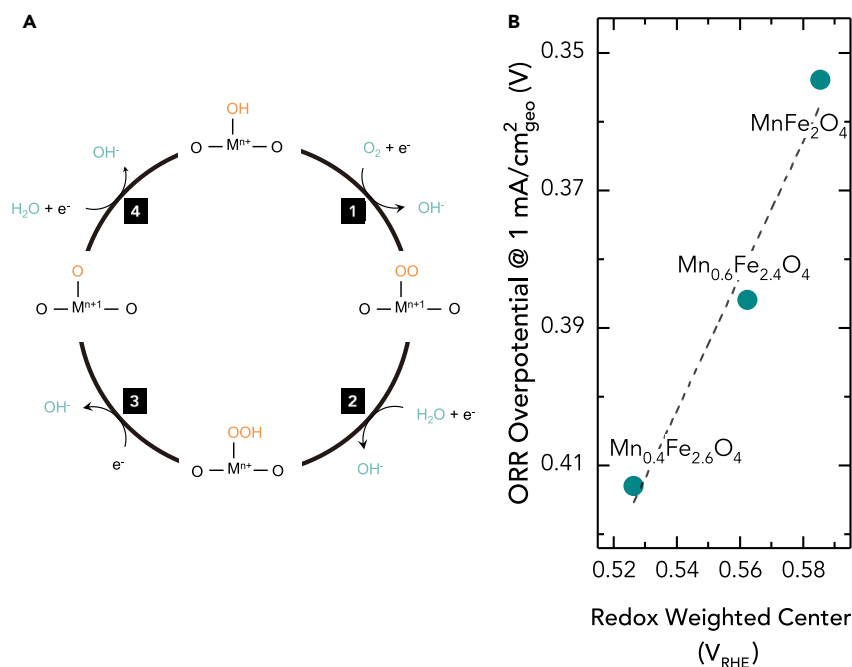 A
OH
O – Mⁿ⁺ – O
OH⁻
O₂ + e⁻
H₂O + e⁻
4
1
OH⁻
O
OO
O – Mⁿ⁺¹ – O
O – Mⁿ⁺¹ – O
OH⁻
3
2
H₂O + e⁻
OOH
e⁻
OH⁻
O – Mⁿ⁺ – O
B
ORR Overpotential @ 1 mA/cm²geo (V)
0.35
0.37
0.39
0.41
MnFe₂O₄
Mn₀.₆Fe₂.₄O₄
Mn₀.₄Fe₂.₆O₄
0.52 0.54 0.56 0.58
Redox Weighted Center
(V_RHE)